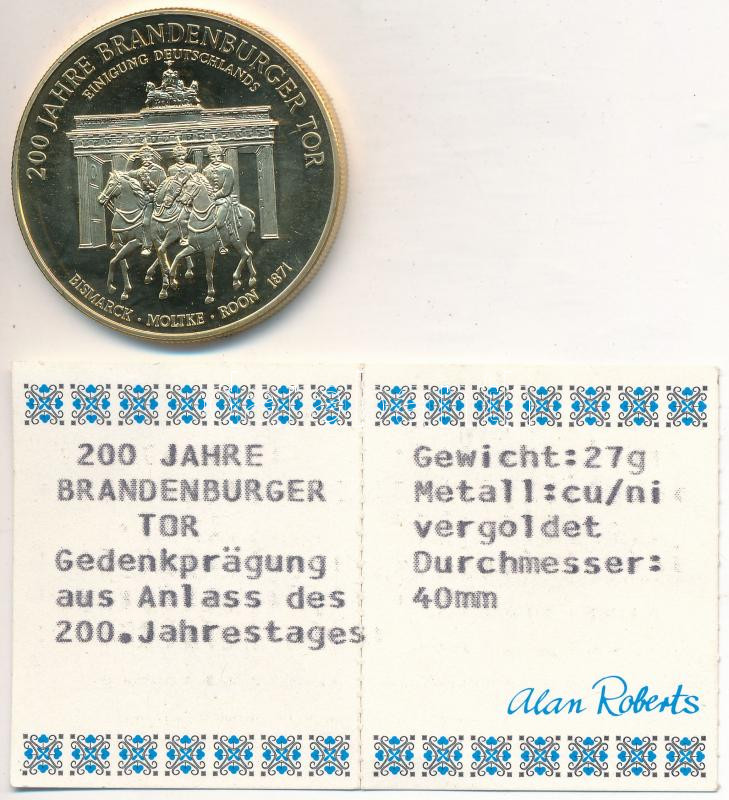 200 JAHRE BRANDENBURGER TOR
EINIGUNG DEUTSCHLANDS
BISMARCK · MOLTKE · ROON 1871
200 JAHRE
BRANDENBURGER
TOR
Gedenkprägung
aus Anlass des
200.Jahrestages
Gewicht:27g
Metall:cu/ni
vergoldet
Durchmesser:
40mm
Alan Roberts